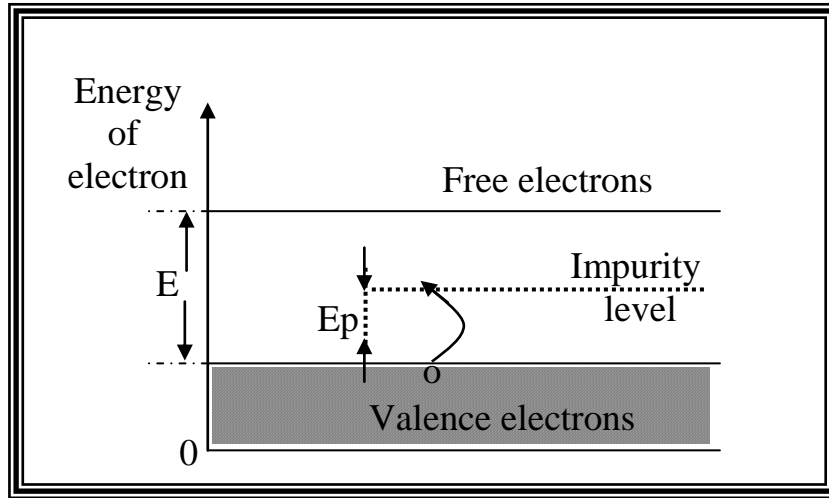 Energy
of
electron
Free electrons
E
Impurity
level
Ep
o
Valence electrons
0